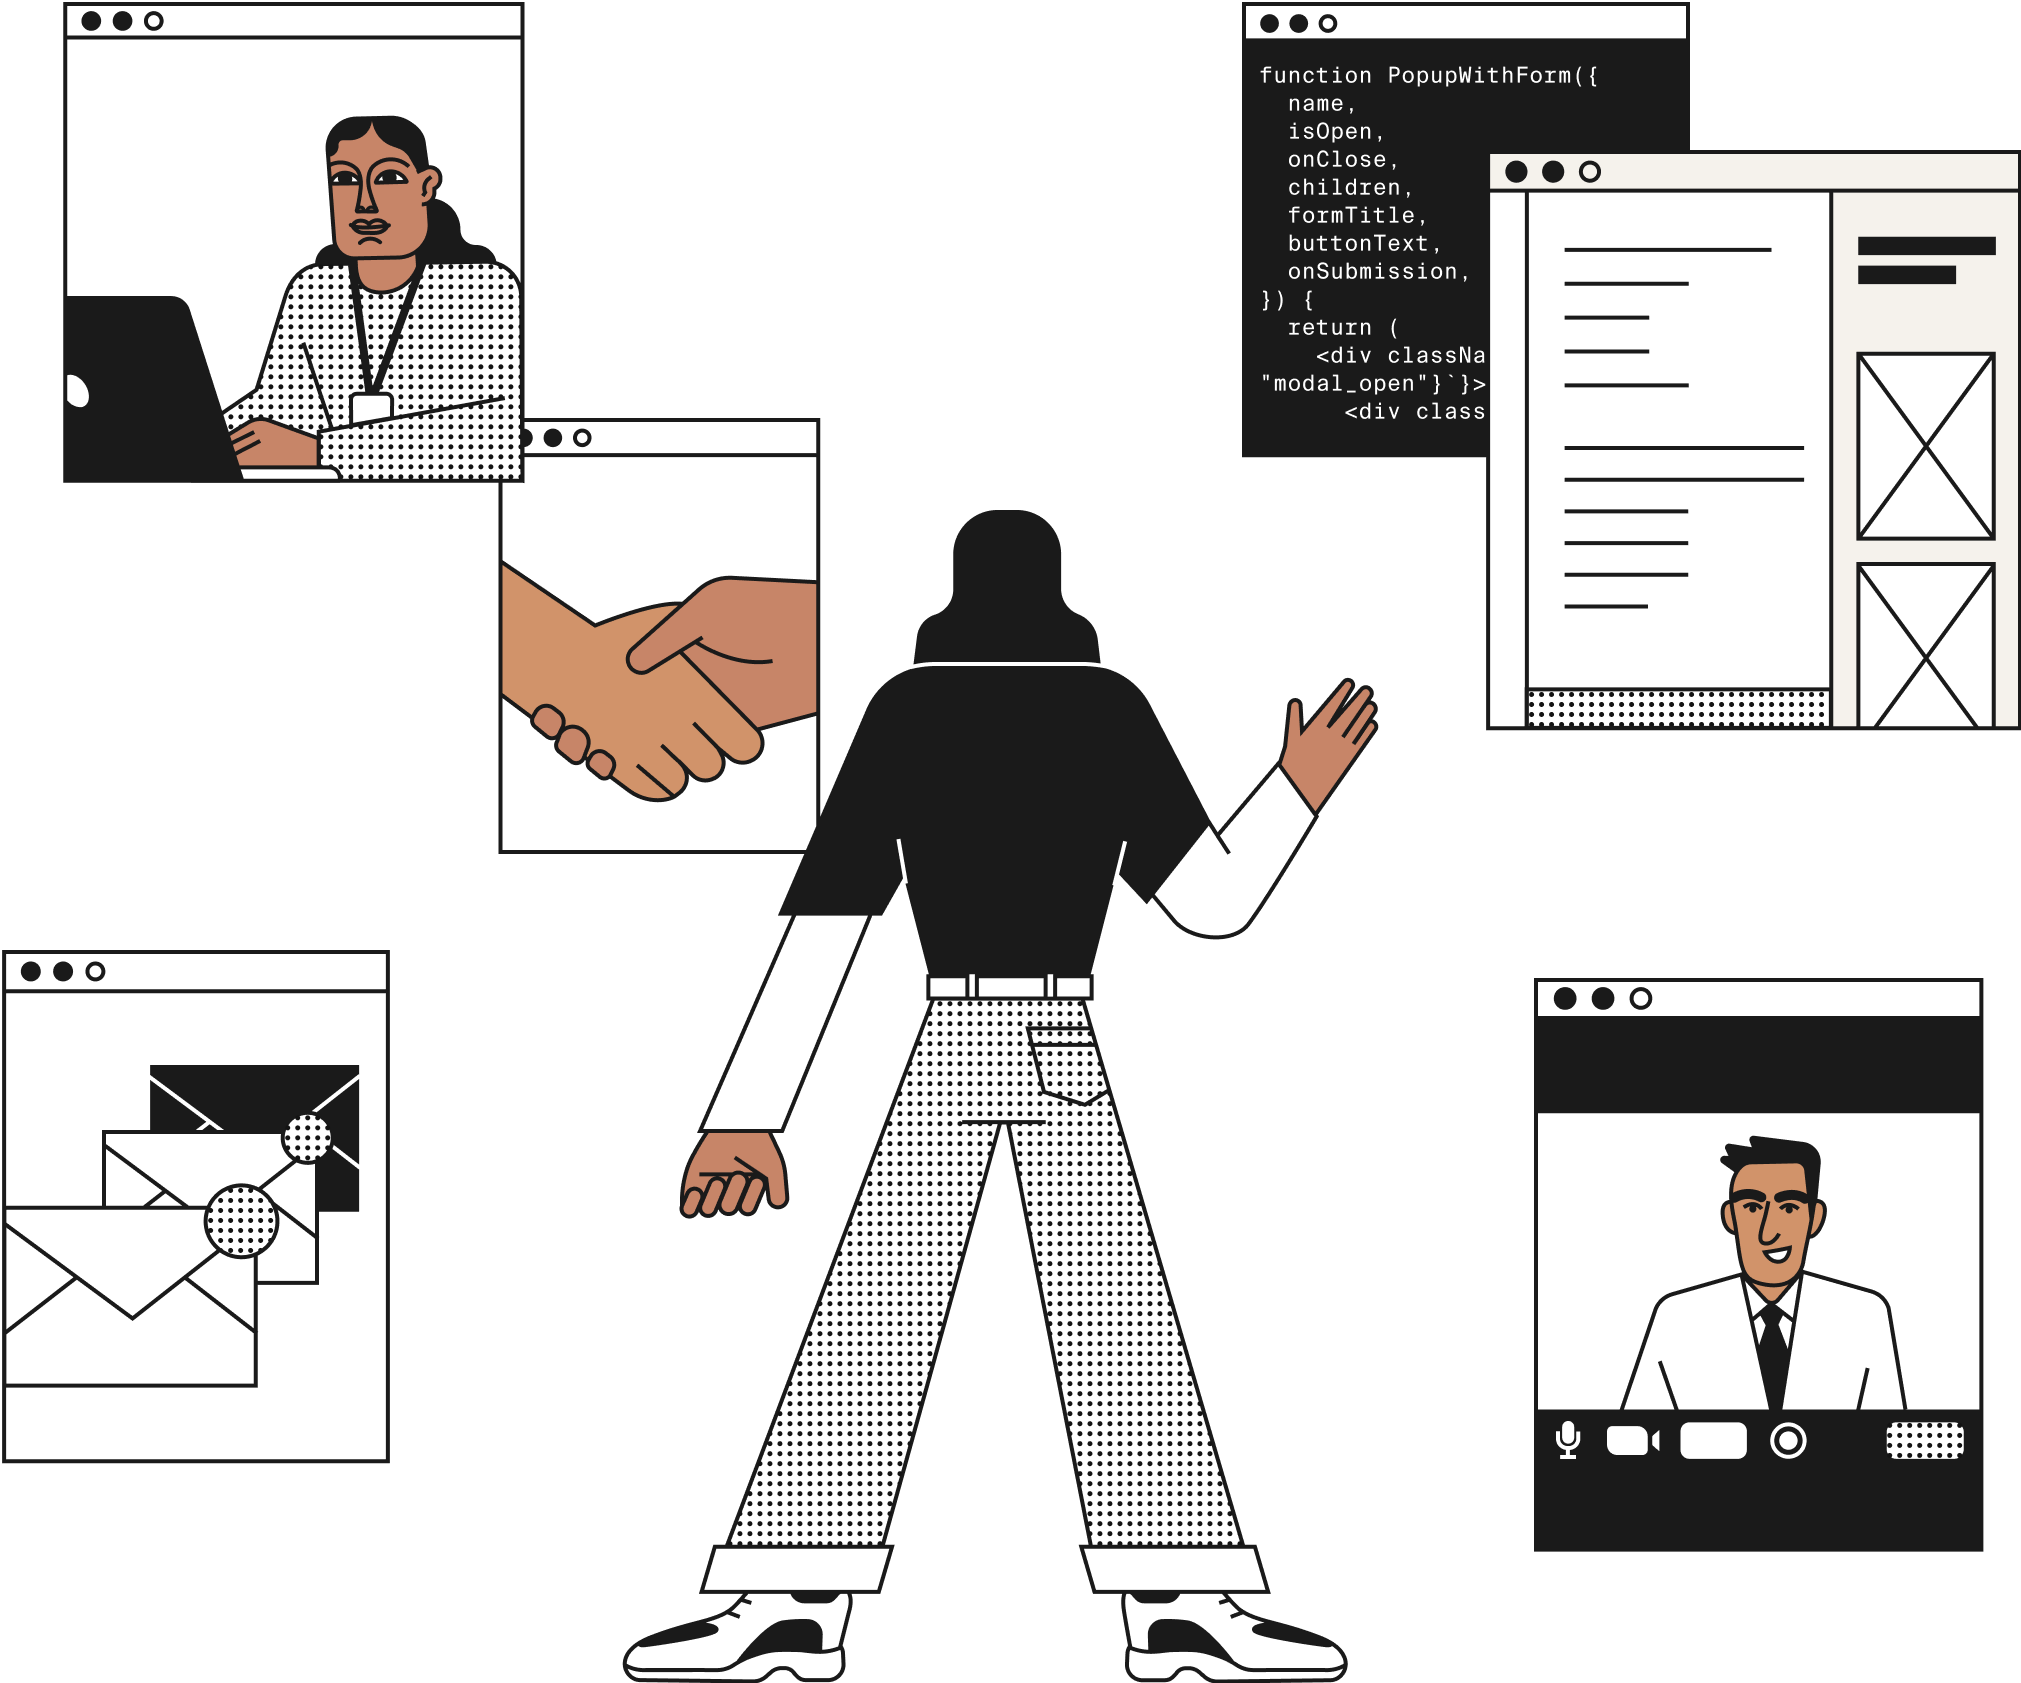 function PopupWithForm({
  name,
  isOpen,
  onClose,
  children,
  formTitle,
  buttonText,
  onSubmission,
}) {
  return (
    <div classNa
"modal_open"}`}>
      <div class